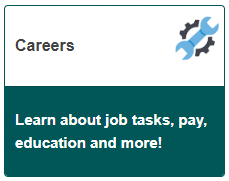 Careers
Learn about job tasks, pay,
education and more!